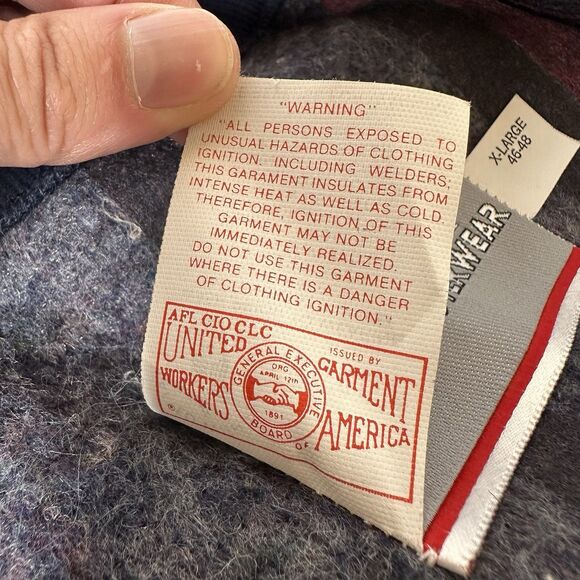 "WARNING"
"ALL PERSONS EXPOSED TO
UNUSUAL HAZARDS OF CLOTHING
IGNITION. INCLUDING WELDERS,
THIS GARAMENT INSULATES FROM
INTENSE HEAT AS WELL AS COLD.
THEREFORE, IGNITION OF THIS
GARMENT MAY NOT BE
IMMEDIATELY REALIZED.
DO NOT USE THIS GARMENT
WHERE THERE IS A DANGER
OF CLOTHING IGNITION."
AFL CIO CLC
ISSUED BY
UNITED GARMENT
WORKERS OF AMERICA
GENERAL EXECUTIVE
BOARD
ORG
APRIL 12th
1891
®
X-LARGE
46-48
WEAR